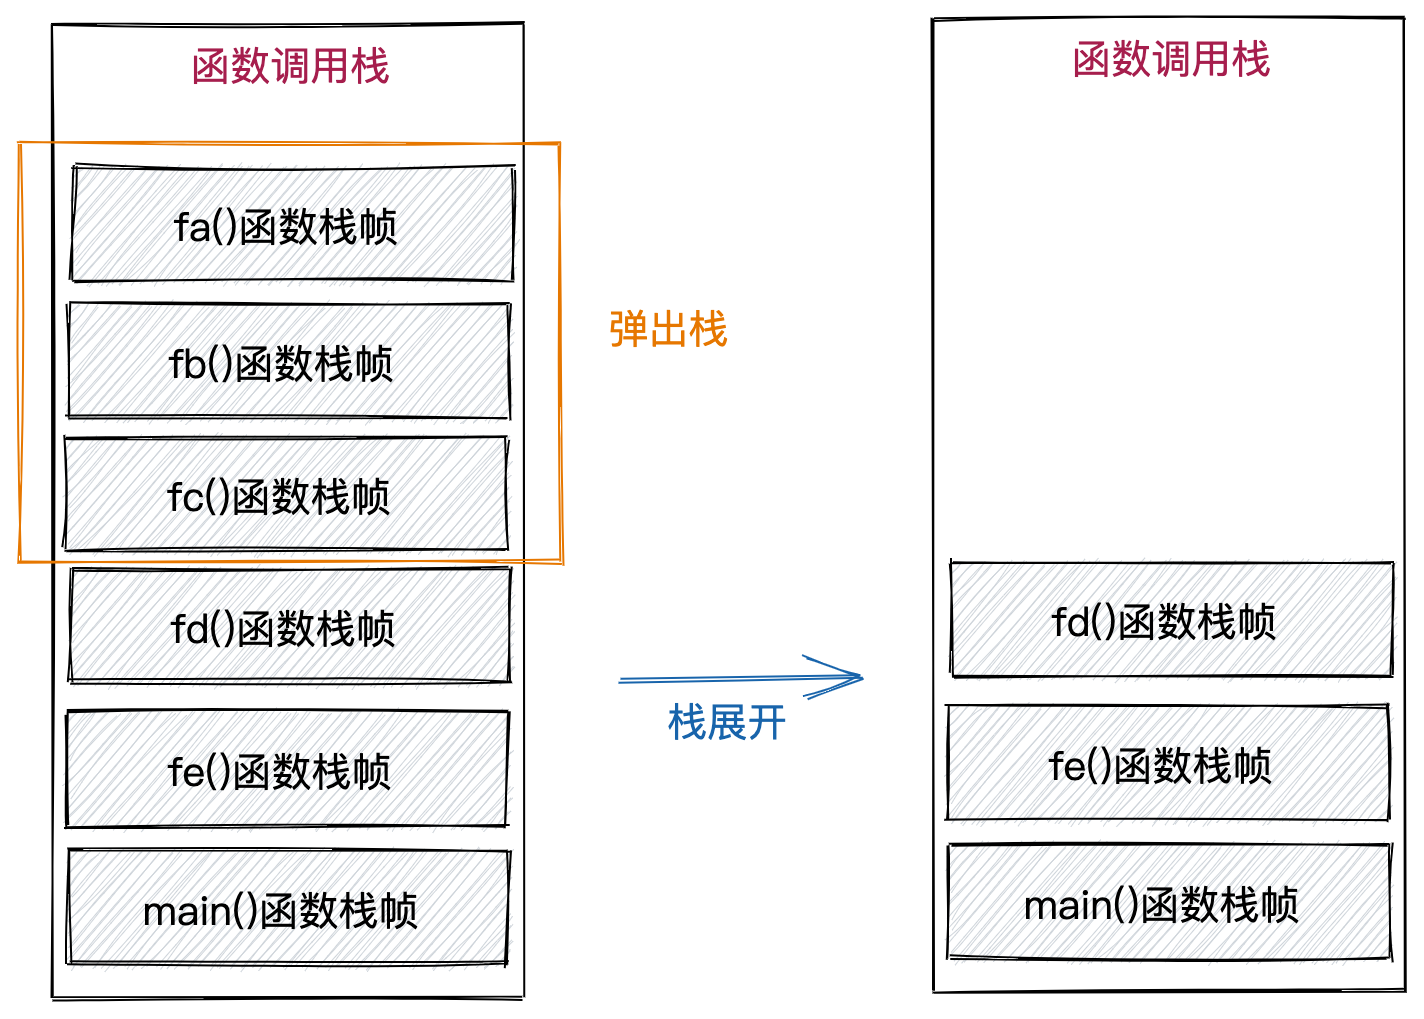 函数调用栈
fa()函数栈帧
fb()函数栈帧
fc()函数栈帧
fd()函数栈帧
fe()函数栈帧
main()函数栈帧
弹出栈
栈展开
函数调用栈
fd()函数栈帧
fe()函数栈帧
main()函数栈帧